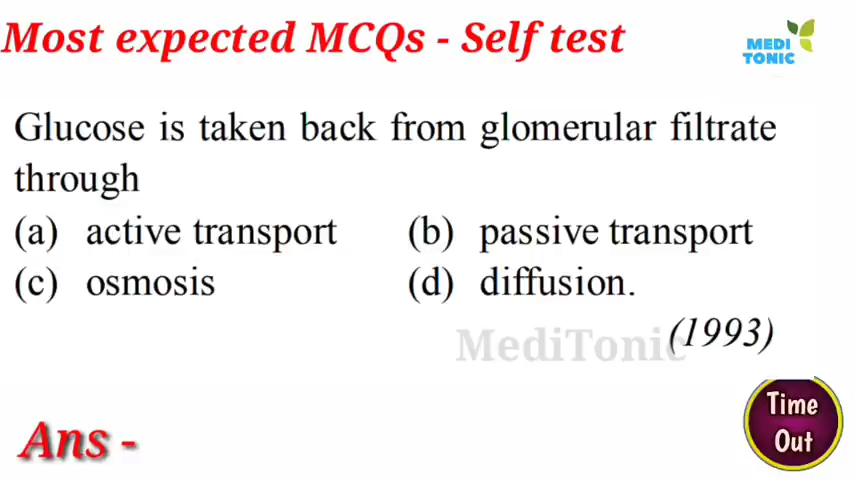 Most expected MCQs - Self test
MEDI
TONIC
Glucose is taken back from glomerular filtrate
through
(a) active transport (b) passive transport
(c) osmosis (d) diffusion.
(1993)
MediTonic
Time
Out
Ans -